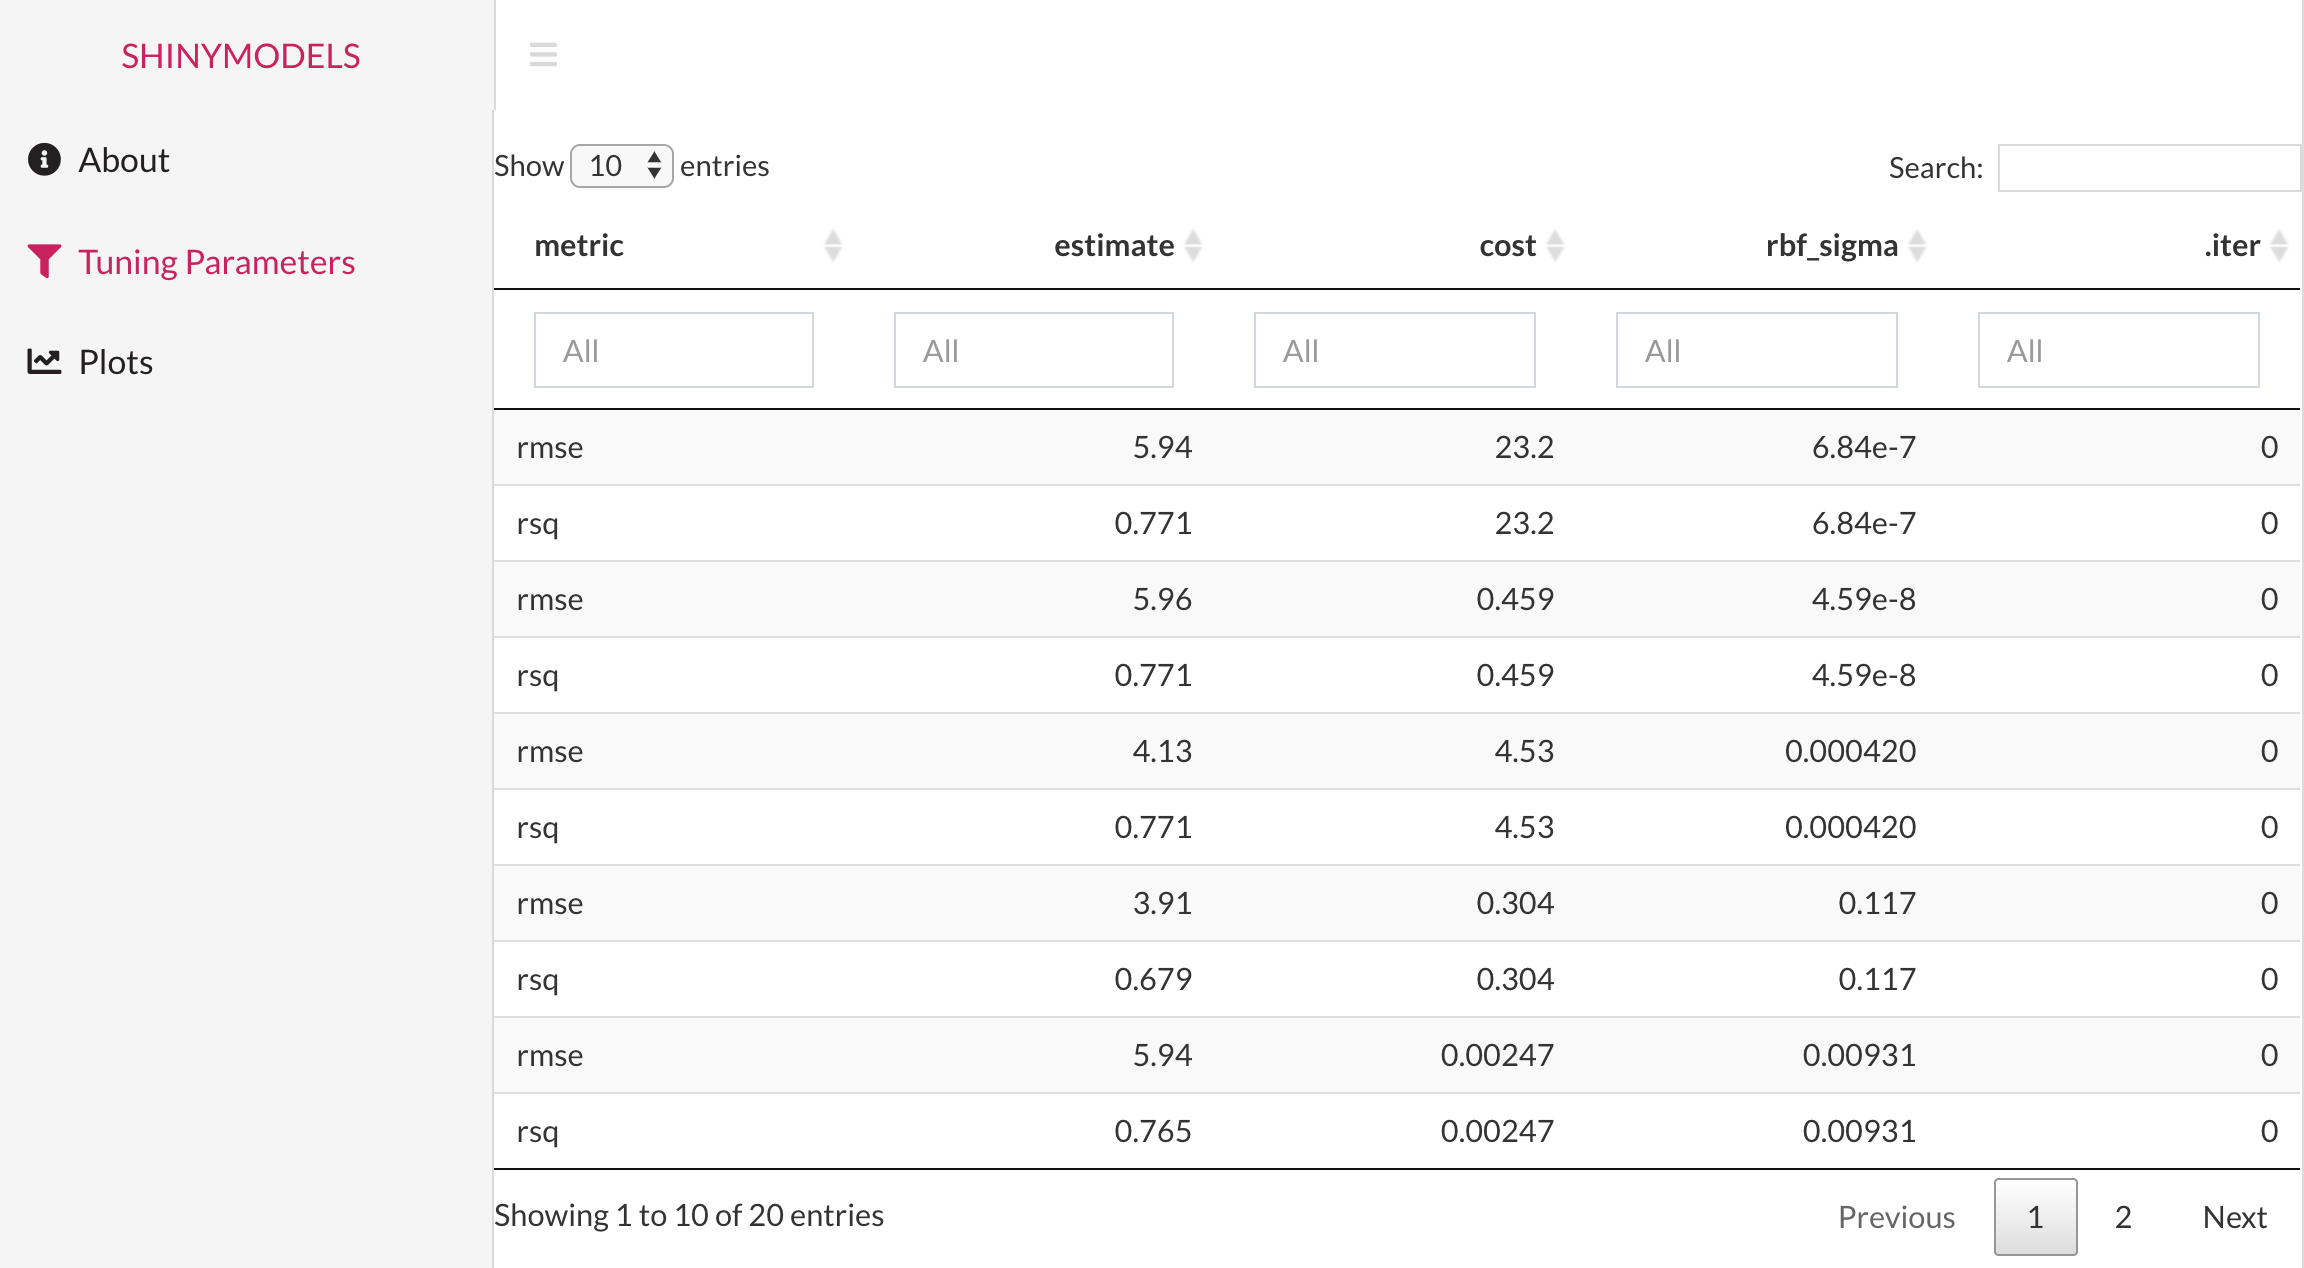 SHINYMODELS
About
Tuning Parameters
Plots
Show 10 entries
Search:
metric estimate cost rbf_sigma .iter
All All All All All
rmse 5.94 23.2 6.84e-7 0
rsq 0.771 23.2 6.84e-7 0
rmse 5.96 0.459 4.59e-8 0
rsq 0.771 0.459 4.59e-8 0
rmse 4.13 4.53 0.000420 0
rsq 0.771 4.53 0.000420 0
rmse 3.91 0.304 0.117 0
rsq 0.679 0.304 0.117 0
rmse 5.94 0.00247 0.00931 0
rsq 0.765 0.00247 0.00931 0
Showing 1 to 10 of 20 entries
Previous 1 2 Next